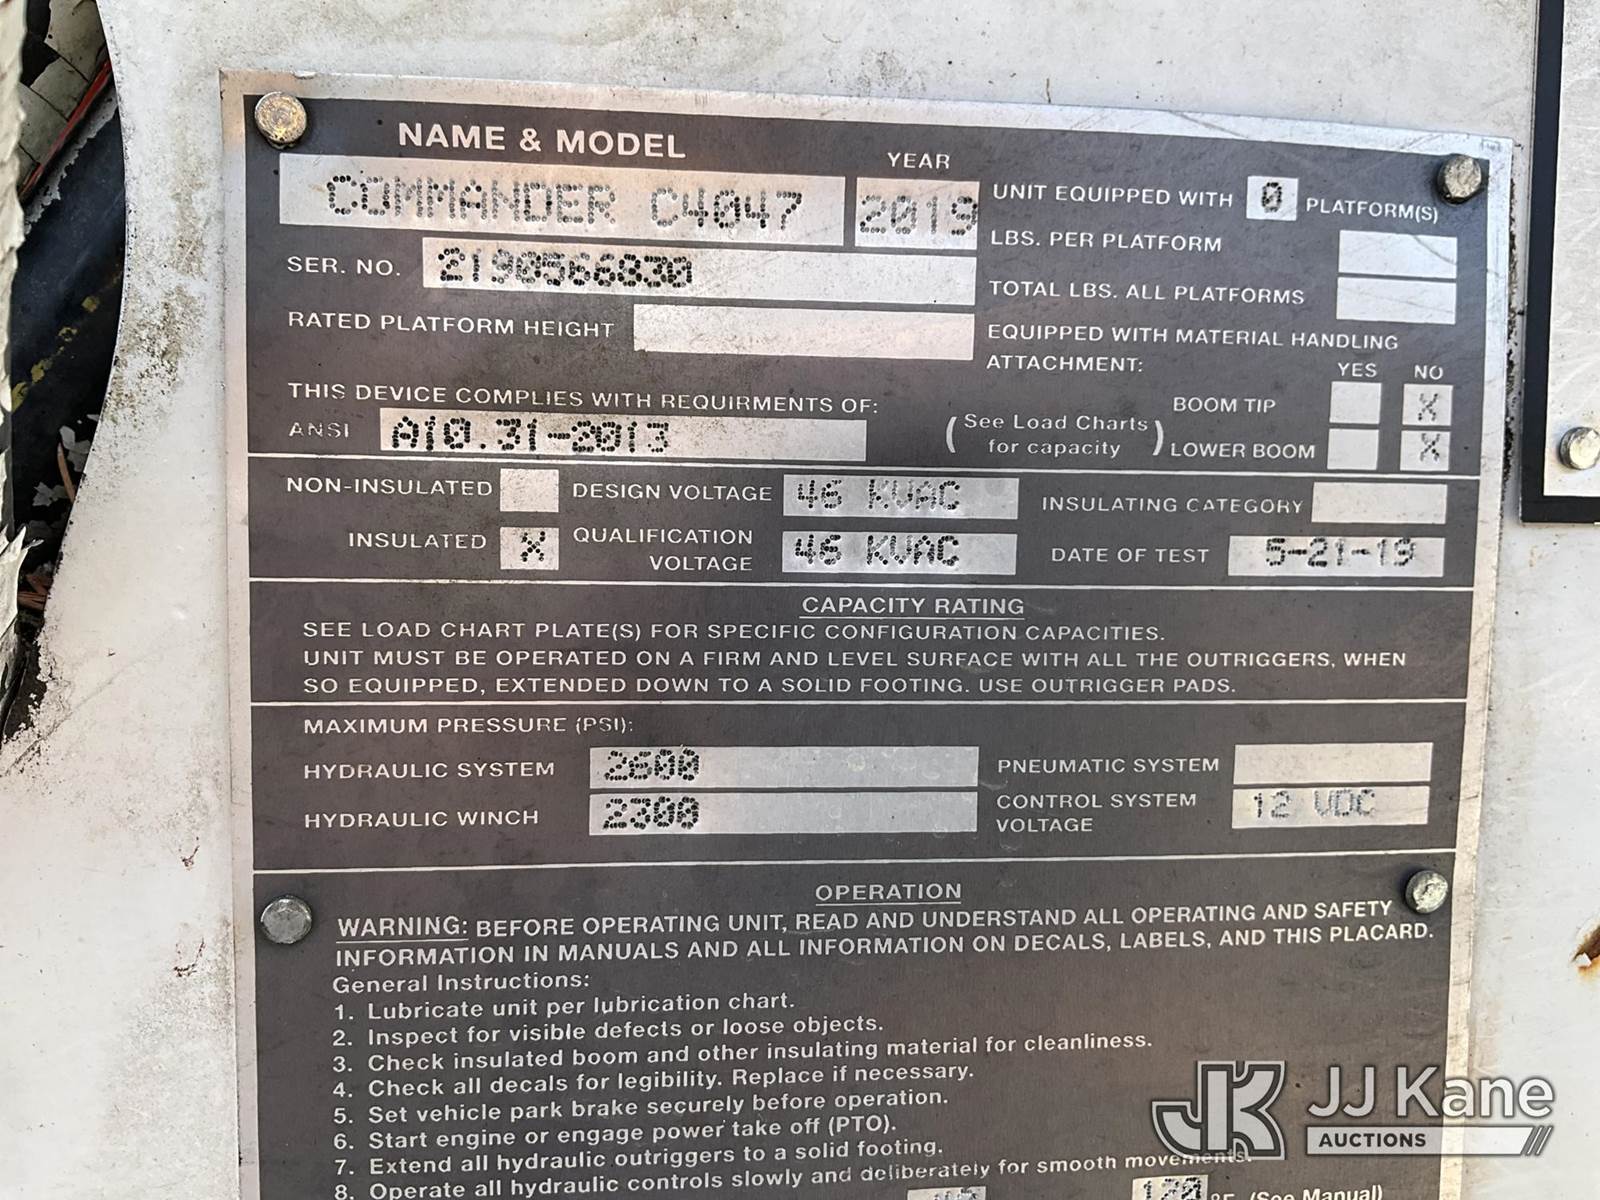 NAME & MODEL
COMMANDER C4047
YEAR
2019
SER. NO. 2190566830
RATED PLATFORM HEIGHT
UNIT EQUIPPED WITH 0 PLATFORM(S)
LBS. PER PLATFORM
TOTAL LBS. ALL PLATFORMS
EQUIPPED WITH MATERIAL HANDLING
ATTACHMENT:
YES NO
THIS DEVICE COMPLIES WITH REQUIRMENTS OF:
ANSI A10.31-2013
(See Load Charts
for capacity)
BOOM TIP X
LOWER BOOM X
NON-INSULATED
DESIGN VOLTAGE 46 KVAC
INSULATING CATEGORY
INSULATED X
QUALIFICATION
VOLTAGE 46 KVAC
DATE OF TEST 5-21-19
CAPACITY RATING
SEE LOAD CHART PLATE(S) FOR SPECIFIC CONFIGURATION CAPACITIES.
UNIT MUST BE OPERATED ON A FIRM AND LEVEL SURFACE WITH ALL THE OUTRIGGERS, WHEN
SO EQUIPPED, EXTENDED DOWN TO A SOLID FOOTING. USE OUTRIGGER PADS.
MAXIMUM PRESSURE (PSI):
HYDRAULIC SYSTEM 2600
PNEUMATIC SYSTEM
HYDRAULIC WINCH 2300
CONTROL SYSTEM
VOLTAGE 12 VDC
OPERATION
WARNING: BEFORE OPERATING UNIT, READ AND UNDERSTAND ALL OPERATING AND SAFETY
INFORMATION IN MANUALS AND ALL INFORMATION ON DECALS, LABELS, AND THIS PLACARD.
General Instructions:
1. Lubricate unit per lubrication chart.
2. Inspect for visible defects or loose objects.
3. Check insulated boom and other insulating material for cleanliness.
4. Check all decals for legibility. Replace if necessary.
5. Set vehicle park brake securely before operation.
6. Start engine or engage power take off (PTO).
7. Extend all hydraulic outriggers to a solid footing.
8. Operate all hydraulic controls slowly and deliberately for smooth movements.
120 °F (See Manual)
JK JJ Kane
AUCTIONS